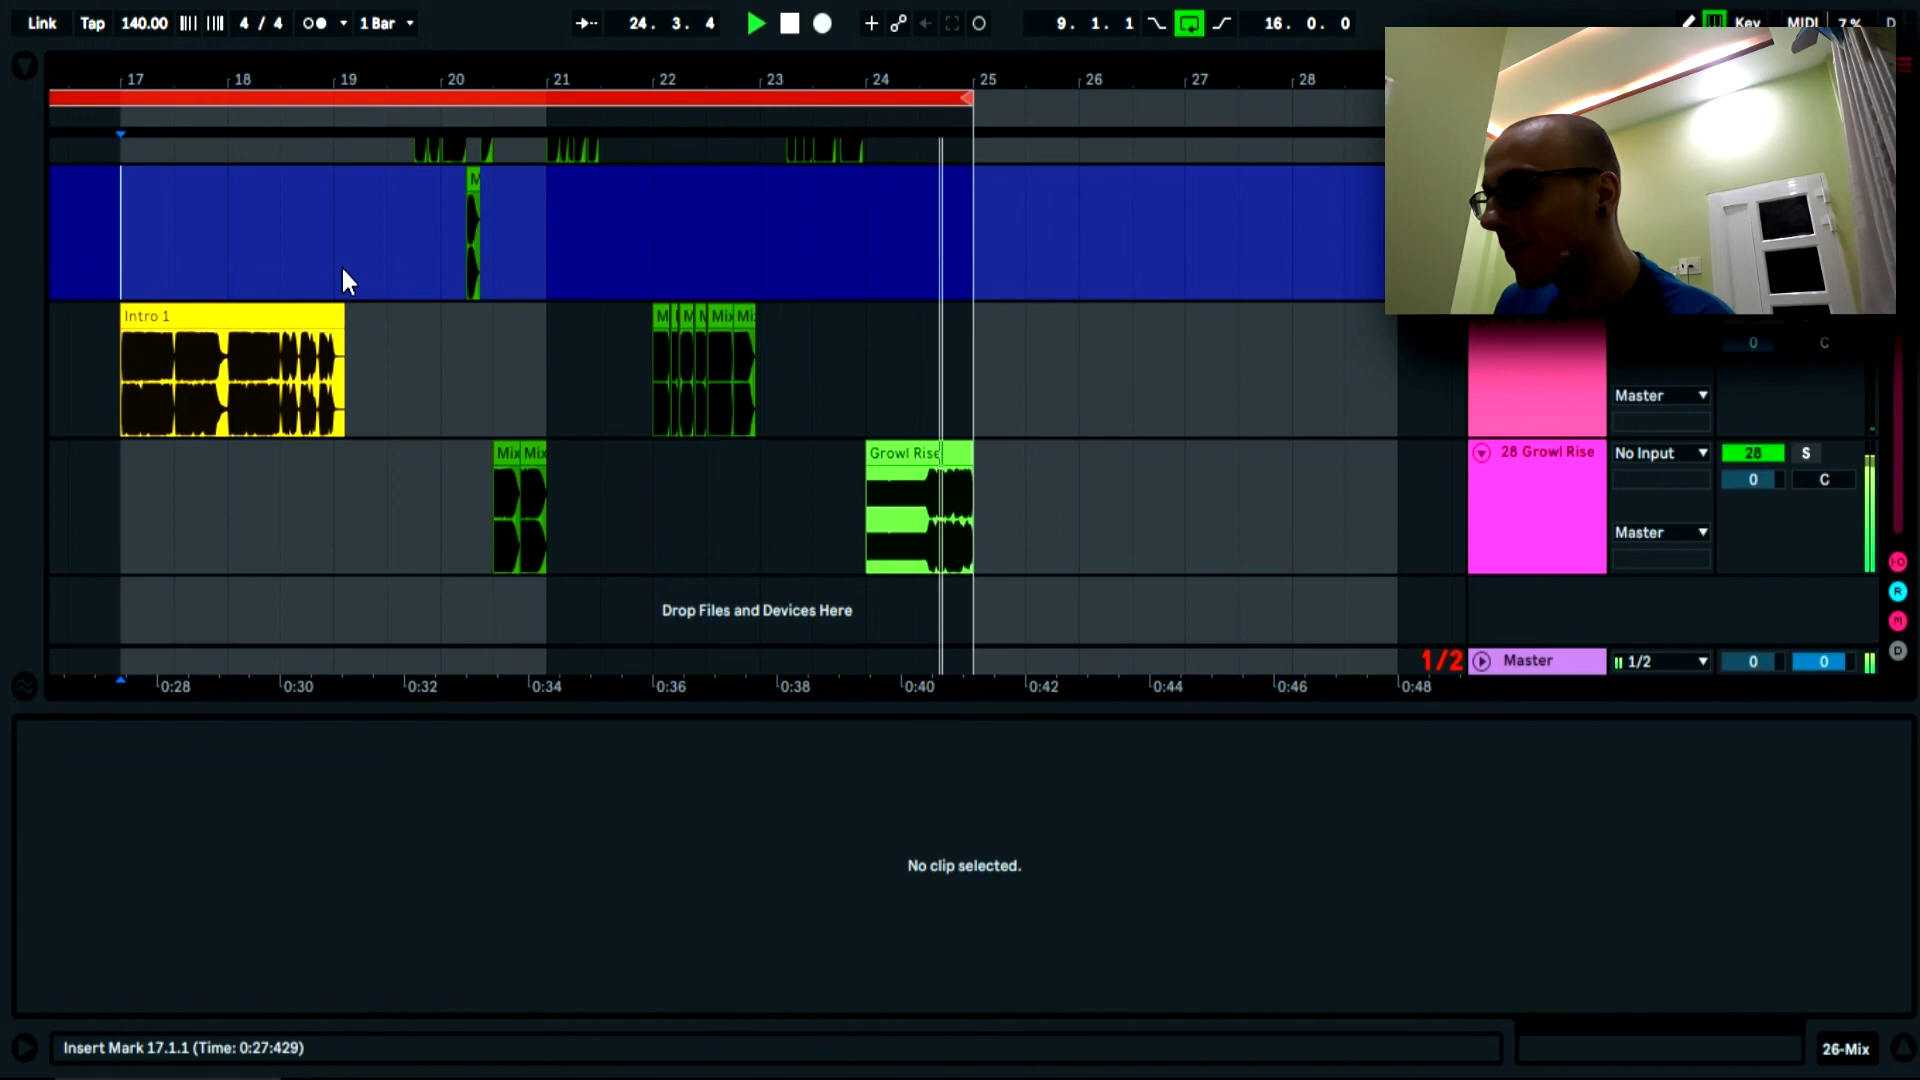 Link Tap 140.00 4 / 4 1 Bar 24. 3. 4 9. 1. 1 16. 0. 0 Key MIDI 7 % D
17 18 19 20 21 22 23 24 25 26 27 28
M
Intro 1 M M Mix Mi
0 C
Master
Mix Mix Growl Rise 28 Growl Rise No Input 28 S
0 C
Master
I·O
R
Drop Files and Devices Here
M
D
1/2 Master 1/2 0 0
0:28 0:30 0:32 0:34 0:36 0:38 0:40 0:42 0:44 0:46 0:48
No clip selected.
Insert Mark 17.1.1 (Time: 0:27:429) 26-Mix